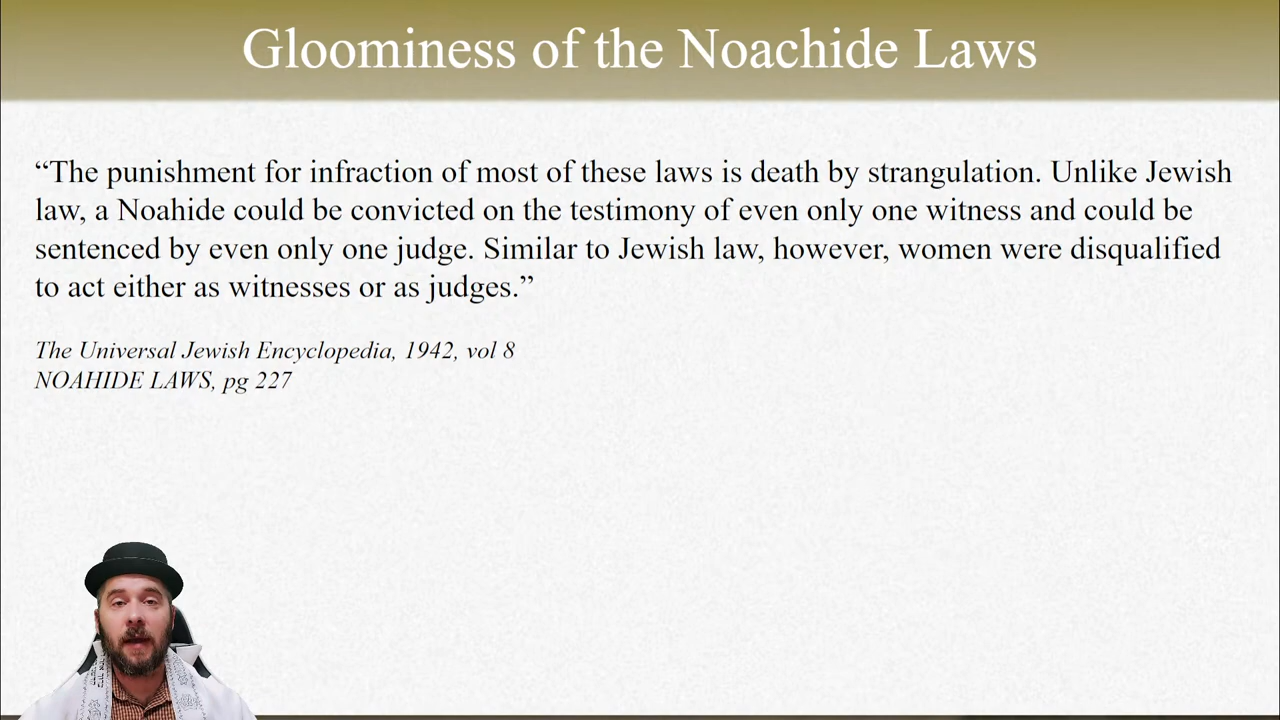 Gloominess of the Noachide Laws
“The punishment for infraction of most of these laws is death by strangulation. Unlike Jewish
law, a Noahide could be convicted on the testimony of even only one witness and could be
sentenced by even only one judge. Similar to Jewish law, however, women were disqualified
to act either as witnesses or as judges.”
The Universal Jewish Encyclopedia, 1942, vol 8
NOAHIDE LAWS, pg 227